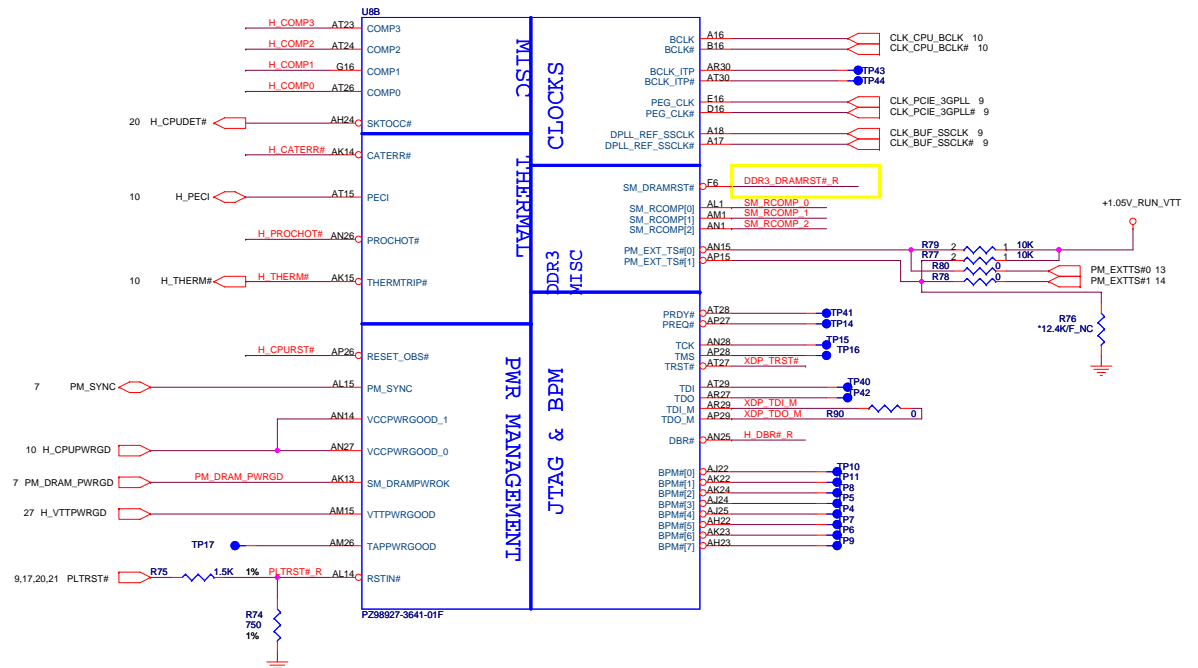 U8B
H_COMP3 AT23 COMP3
H_COMP2 AT24 COMP2
H_COMP1 G16 COMP1
H_COMP0 AT26 COMP0
20 H_CPUDET# AH24 SKTOCC#
H_CATERR# AK14 CATERR#
10 H_PECI AT15 PECI
H_PROCHOT# AN26 PROCHOT#
10 H_THERM# H_THERM# AK15 THERMTRIP#
H_CPURST# AP26 RESET_OBS#
7 PM_SYNC AL15 PM_SYNC
AN14 VCCPWRGOOD_1
10 H_CPUPWRGD AN27 VCCPWRGOOD_0
7 PM_DRAM_PWRGD PM_DRAM_PWRGD AK13 SM_DRAMPWROK
27 H_VTTPWRGD AM15 VTTPWRGOOD
TP17 AM26 TAPPWRGOOD
9,17,20,21 PLTRST# R75 1.5K 1% PLTRST#_R AL14 RSTIN#
R74
750
1%
PZ98927-3641-01F
MISC
THERMAL
PWR MANAGEMENT
CLOCKS
DDR3
MISC
JTAG & BPM
BCLK A16 CLK_CPU_BCLK 10
BCLK# B16 CLK_CPU_BCLK# 10
BCLK_ITP AR30 TP43
BCLK_ITP# AT30 TP44
PEG_CLK E16 CLK_PCIE_3GPLL 9
PEG_CLK# D16 CLK_PCIE_3GPLL# 9
DPLL_REF_SSCLK A18 CLK_BUF_SSCLK 9
DPLL_REF_SSCLK# A17 CLK_BUF_SSCLK# 9
SM_DRAMRST# F6 DDR3_DRAMRST#_R
SM_RCOMP[0] AL1 SM_RCOMP_0
SM_RCOMP[1] AM1 SM_RCOMP_1
SM_RCOMP[2] AN1 SM_RCOMP_2
+1.05V_RUN_VTT
PM_EXT_TS#[0] AN15 R79 2 1 10K
PM_EXT_TS#[1] AP15 R77 2 1 10K
R80 0 PM_EXTTS#0 13
R78 0 PM_EXTTS#1 14
R76
*12.4K/F_NC
PRDY# AT28 TP41
PREQ# AP27 TP14
TCK AN28 TP15
TMS AP28 TP16
TRST# AT27 XDP_TRST#
TDI AT29 TP40
TDO AR27 TP42
TDI_M AR29 XDP_TDI_M
TDO_M AP29 XDP_TDO_M R90 0
DBR# AN25 H_DBR#_R
BPM#[0] AJ22 TP10
BPM#[1] AK22 TP11
BPM#[2] AK24 TP8
BPM#[3] AJ24 TP5
BPM#[4] AJ25 TP4
BPM#[5] AH22 TP7
BPM#[6] AK23 TP6
BPM#[7] AH23 TP9